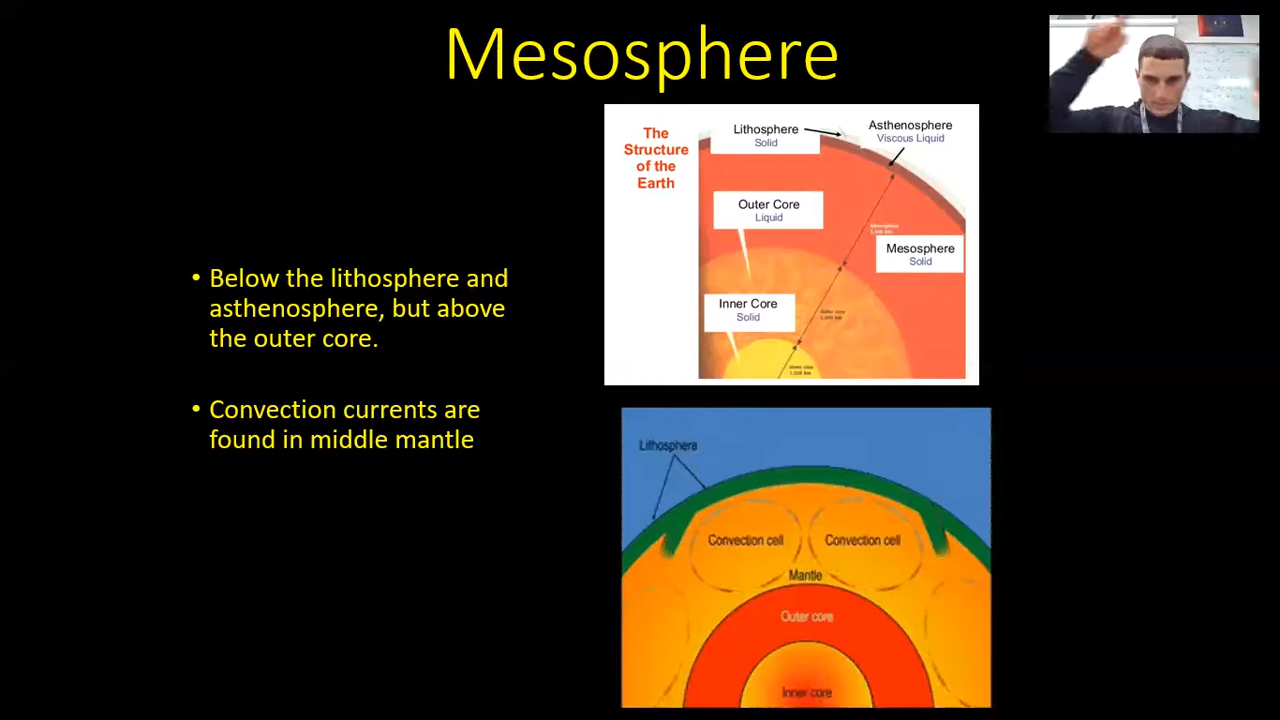 Mesosphere
The
Structure
of the
Earth
Lithosphere
Solid
Asthenosphere
Viscous Liquid
Outer Core
Liquid
Mesosphere
Solid
Inner Core
Solid
• Below the lithosphere and
asthenosphere, but above
the outer core.
• Convection currents are
found in middle mantle
Lithosphera
Convection cell
Convection cell
Mantle
Outer core
Inner core